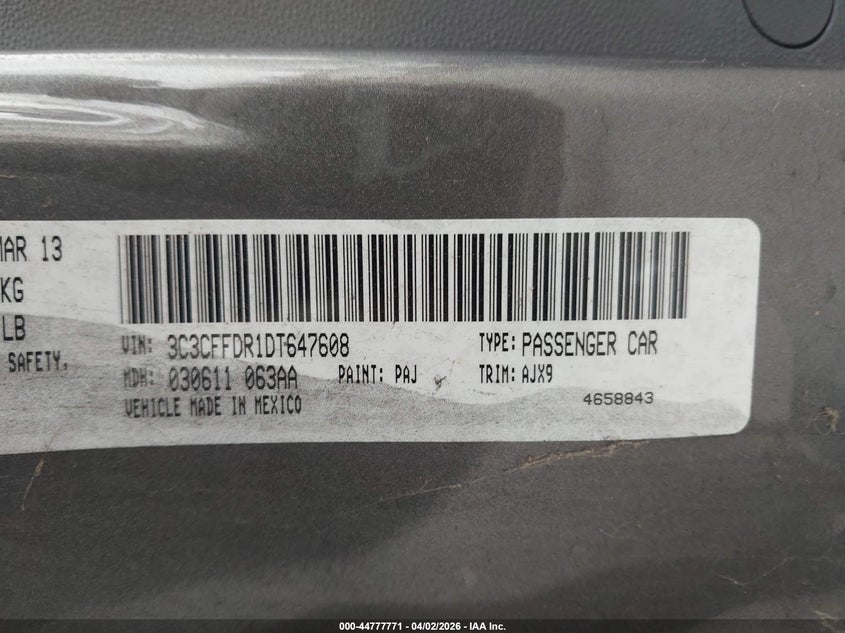 MAR 13
KG
LB
SAFETY,
VIN: 3C3CFFDR1DT647608 TYPE: PASSENGER CAR
MDH: 030611 063AA PAINT: PAJ TRIM: AJX9
VEHICLE MADE IN MEXICO 4658843
000-44777771 | 04/02/2026 - IAA Inc.